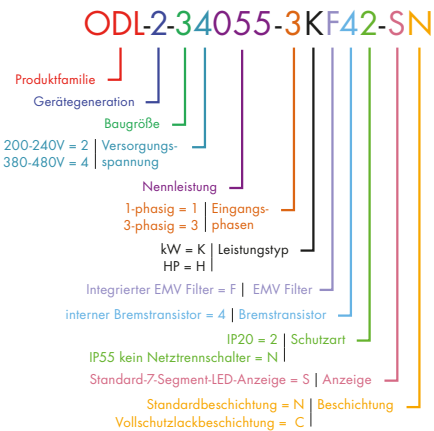 ODL-2-34055-3KF42-SN
Produktfamilie
Gerätegeneration
Baugröße
200-240V = 2 | Versorgungs-
380-480V = 4 | spannung
Nennleistung
1-phasig = 1 | Eingangs-
3-phasig = 3 | phasen
kW = K | Leistungstyp
HP = H
Integrierter EMV Filter = F | EMV Filter
interner Bremstransistor = 4 | Bremstransistor
IP20 = 2 | Schutzart
IP55 kein Netztrennschalter = N
Standard-7-Segment-LED-Anzeige = S | Anzeige
Standardbeschichtung = N | Beschichtung
Vollschutzlackbeschichtung = C